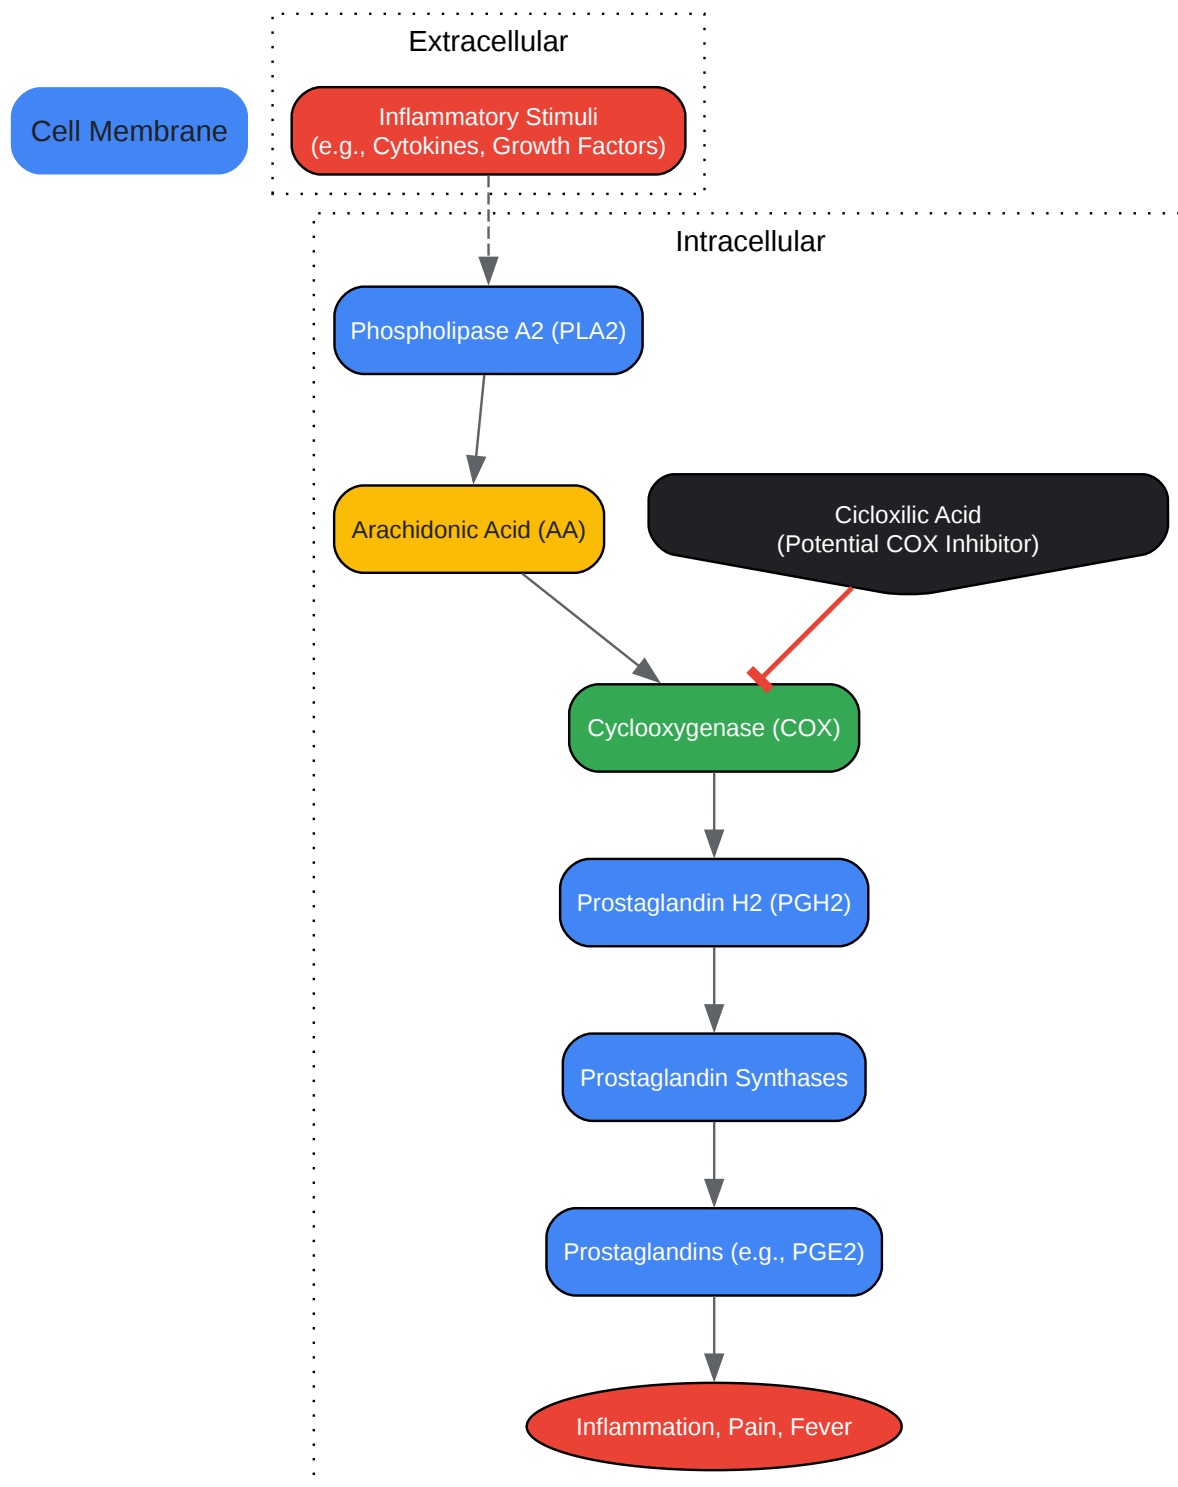 Extracellular
Cell Membrane
Inflammatory Stimuli
(e.g., Cytokines, Growth Factors)
Intracellular
Phospholipase A2 (PLA2)
Arachidonic Acid (AA)
Cicloxilic Acid
(Potential COX Inhibitor)
Cyclooxygenase (COX)
Prostaglandin H2 (PGH2)
Prostaglandin Synthases
Prostaglandins (e.g., PGE2)
Inflammation, Pain, Fever